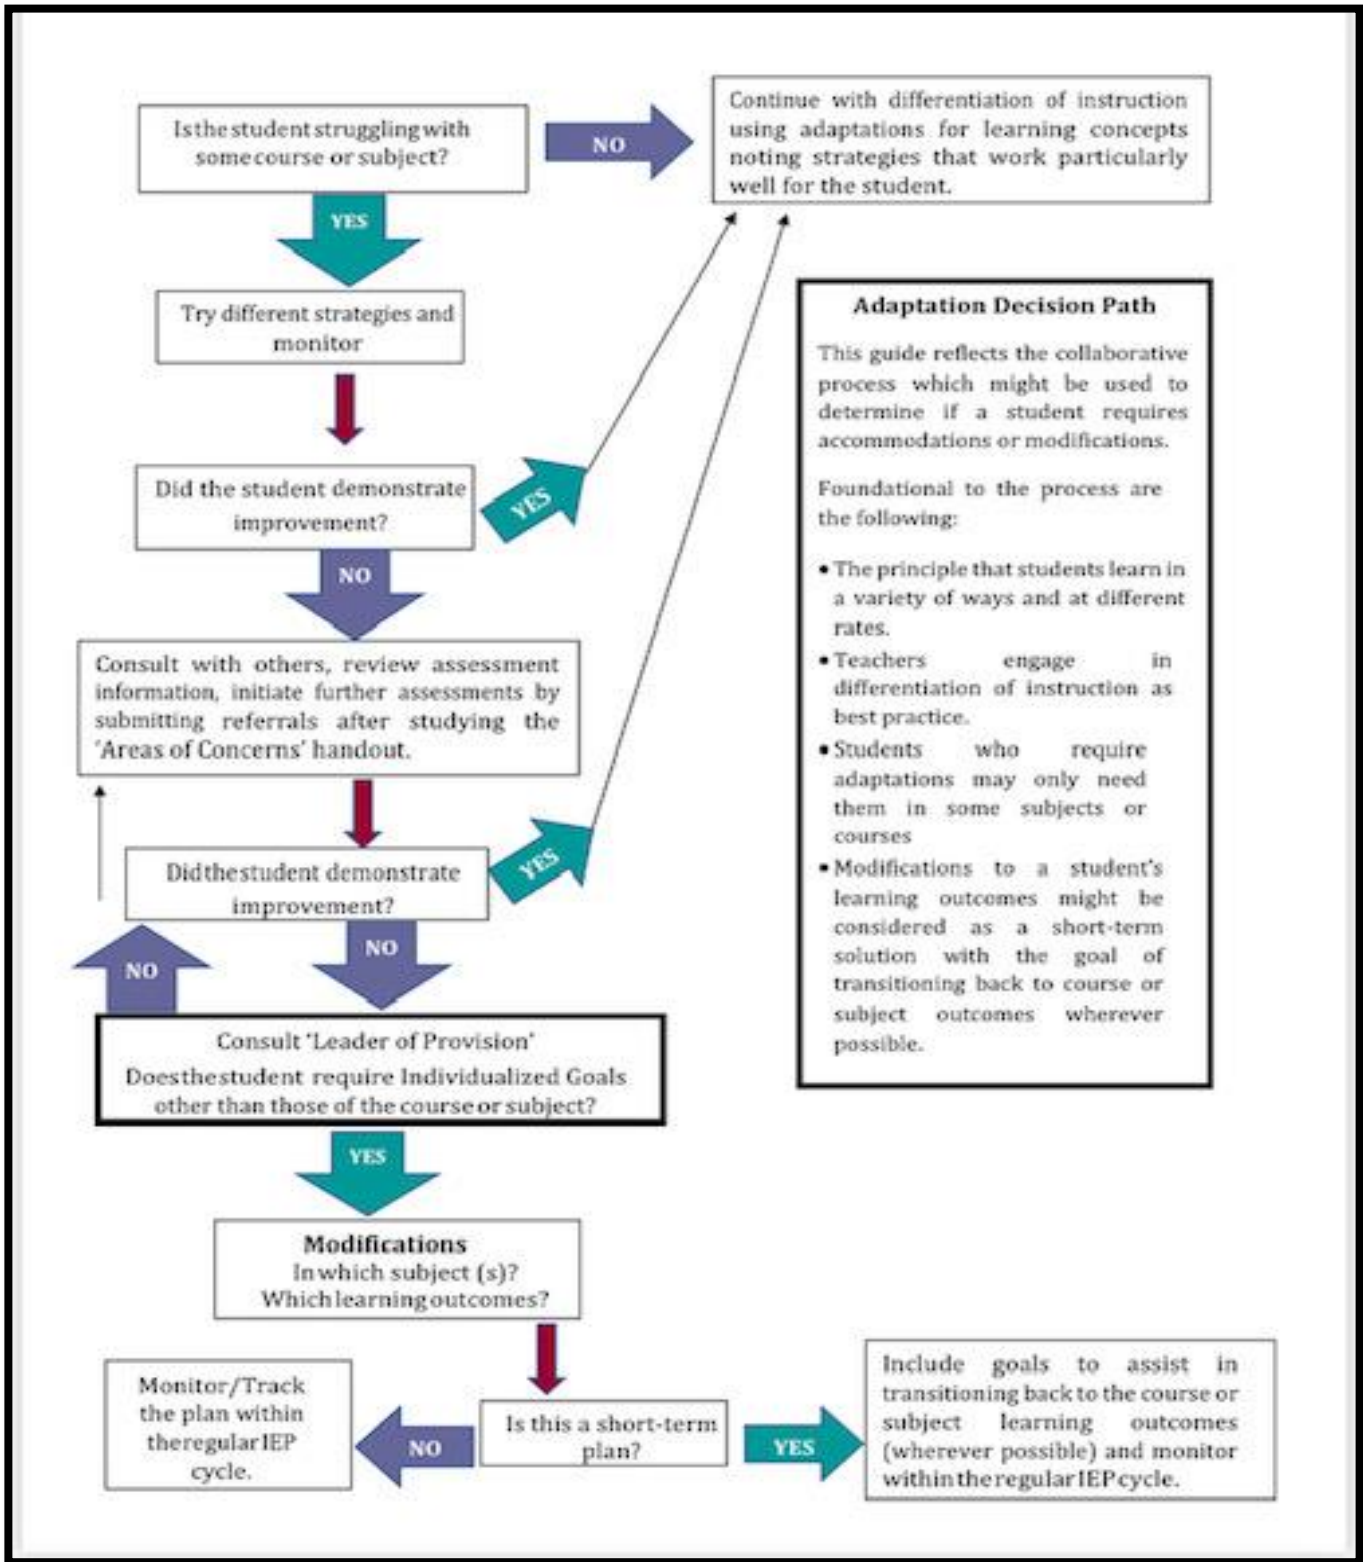 Is the student struggling with
some course or subject?
NO
Continue with differentiation of instruction
using adaptations for learning concepts
noting strategies that work particularly
well for the student.
YES
Try different strategies and
monitor
Did the student demonstrate
improvement?
YES
NO
Consult with others, review assessment
information, initiate further assessments by
submitting referrals after studying the
'Areas of Concerns' handout.
Did the student demonstrate
improvement?
YES
NO
NO
Consult 'Leader of Provision'
Does the student require Individualized Goals
other than those of the course or subject?
YES
Modifications
In which subject (s)?
Which learning outcomes?
Is this a short-term
plan?
NO
Monitor/Track
the plan within
the regular IEP
cycle.
YES
Include goals to assist in
transitioning back to the course or
subject learning outcomes
(wherever possible) and monitor
within the regular IEP cycle.
Adaptation Decision Path
This guide reflects the collaborative
process which might be used to
determine if a student requires
accommodations or modifications.
Foundational to the process are
the following:
• The principle that students learn in
a variety of ways and at different
rates.
• Teachers engage in
differentiation of instruction as
best practice.
• Students who require
adaptations may only need
them in some subjects or
courses
• Modifications to a student's
learning outcomes might be
considered as a short-term
solution with the goal of
transitioning back to course or
subject outcomes wherever
possible.